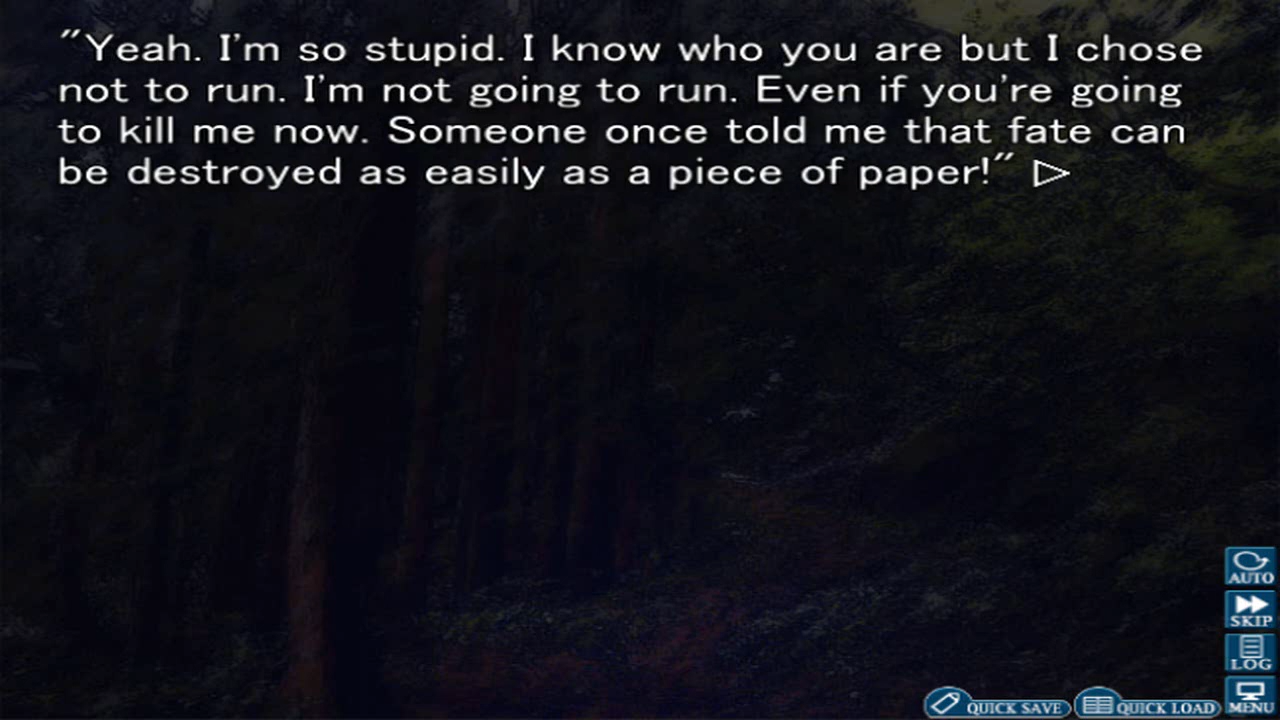 "Yeah. I'm so stupid. I know who you are but I chose
not to run. I'm not going to run. Even if you're going
to kill me now. Someone once told me that fate can
be destroyed as easily as a piece of paper!"
AUTO
SKIP
LOG
MENU
QUICK SAVE
QUICK LOAD